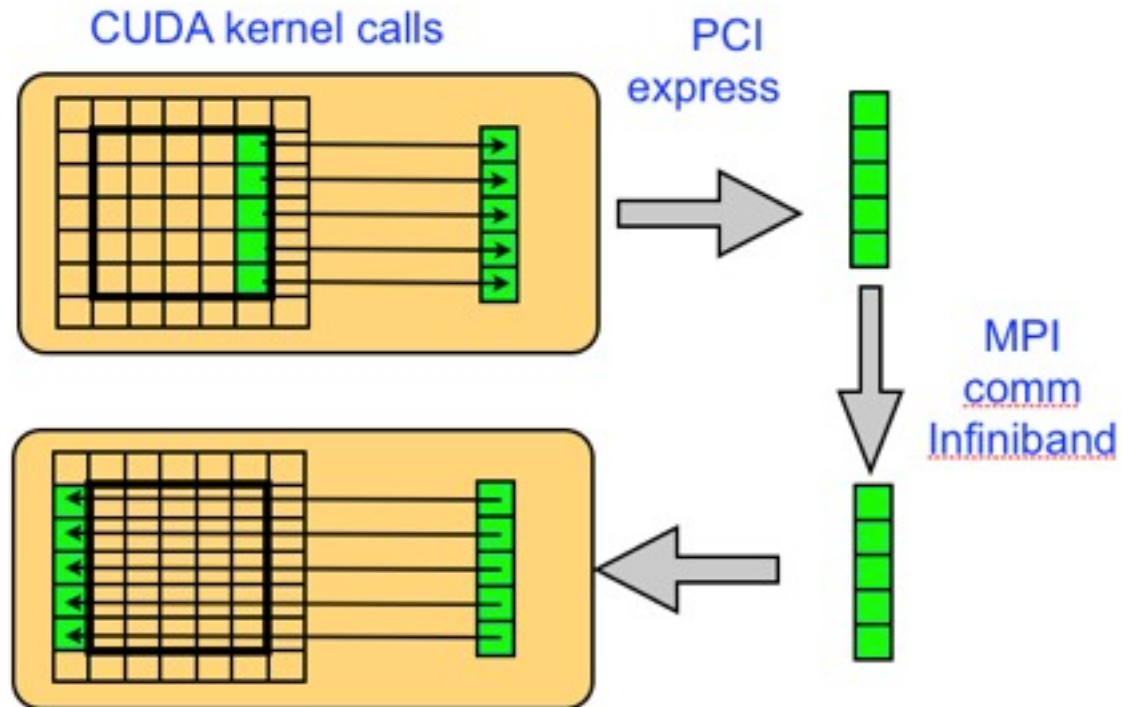 CUDA kernel calls
PCI
express
MPI
comm
Infiniband